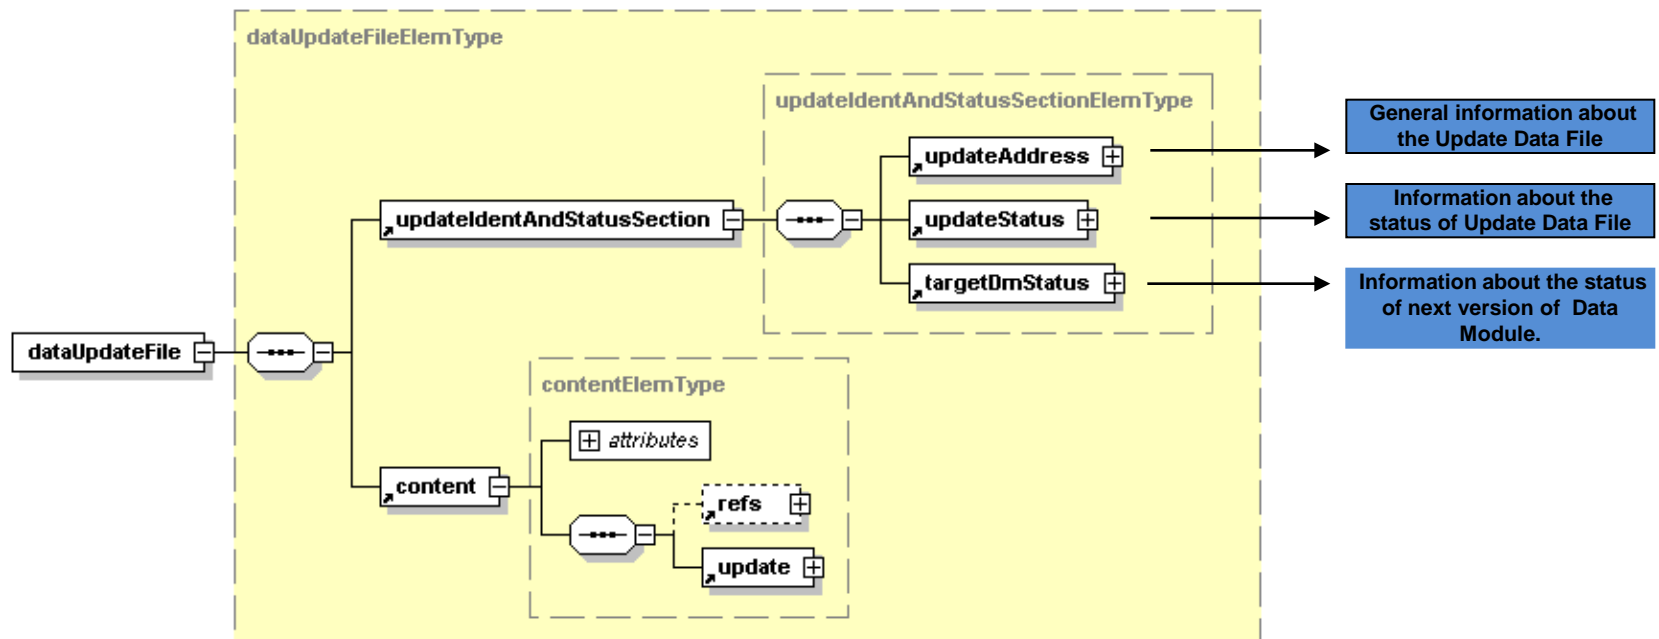 dataUpdateFileElemType
updateIdentAndStatusSectionElemType
General information about
the Update Data File
updateAddress
updateIdentAndStatusSection
updateStatus
Information about the
status of Update Data File
targetDmStatus
Information about the status
of next version of Data
Module.
dataUpdateFile
contentElemType
attributes
content
refs
update